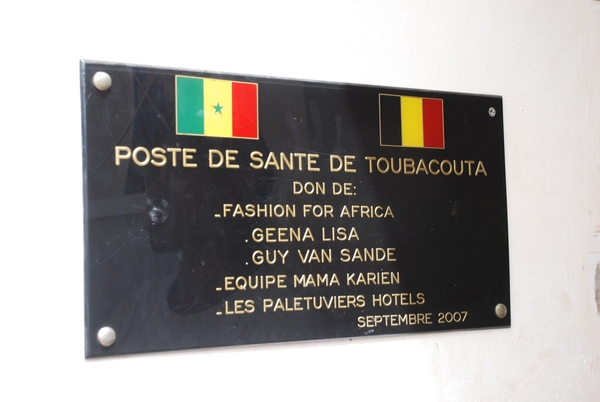 POSTE DE SANTE DE TOUBACOUTA
DON DE:
-FASHION FOR AFRICA
.GEENA LISA
.GUY VAN SANDE
-EQUIPE MAMA KARIEN
-LES PALETUVIERS HOTELS
SEPTEMBRE 2007